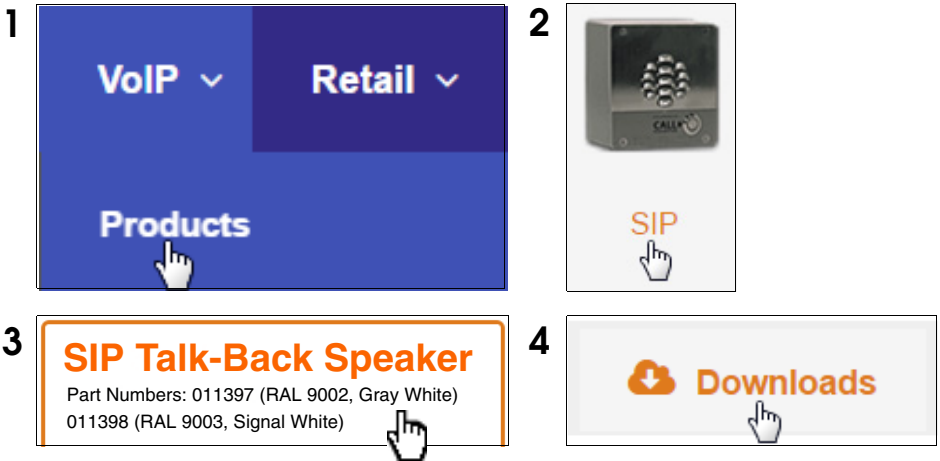 1
VoIP
Retail
Products
2
CALL
SIP
3
SIP Talk-Back Speaker
Part Numbers: 011397 (RAL 9002, Gray White)
011398 (RAL 9003, Signal White)
4
Downloads